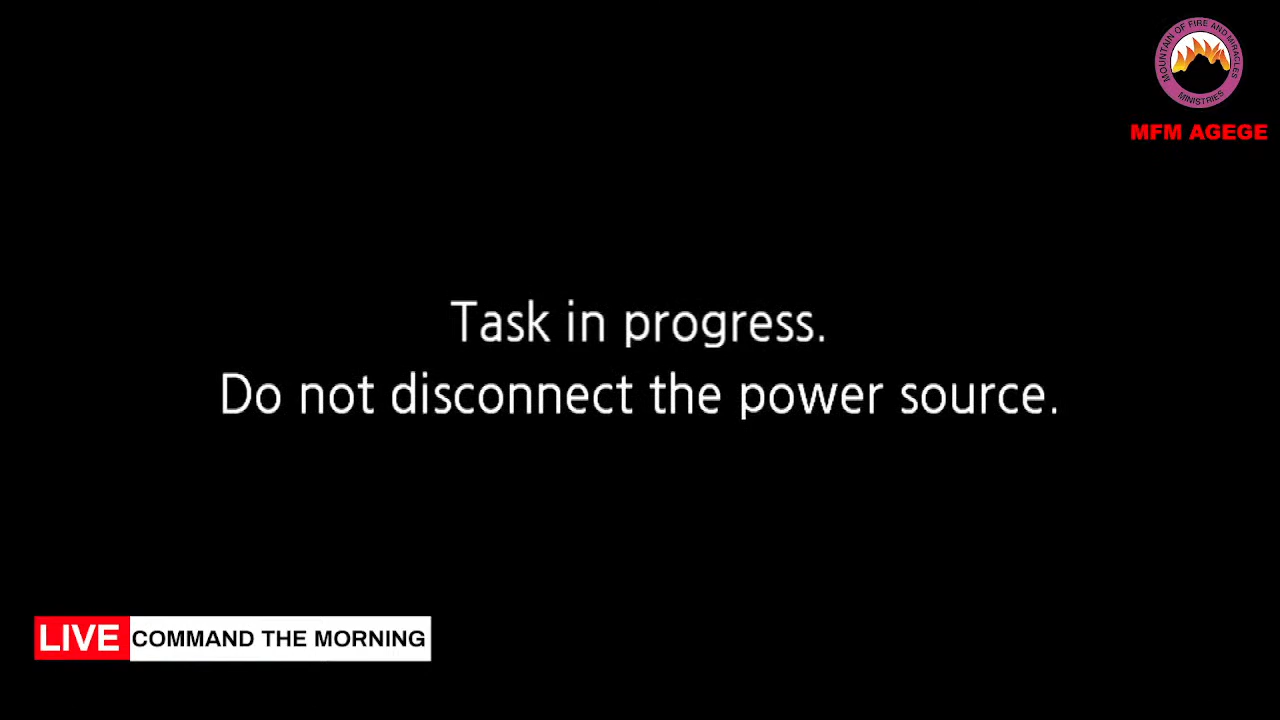 MOUNTAIN OF FIRE AND MIRACLES
MINISTRIES
MFM AGEGE
Task in progress.
Do not disconnect the power source.
LIVE COMMAND THE MORNING